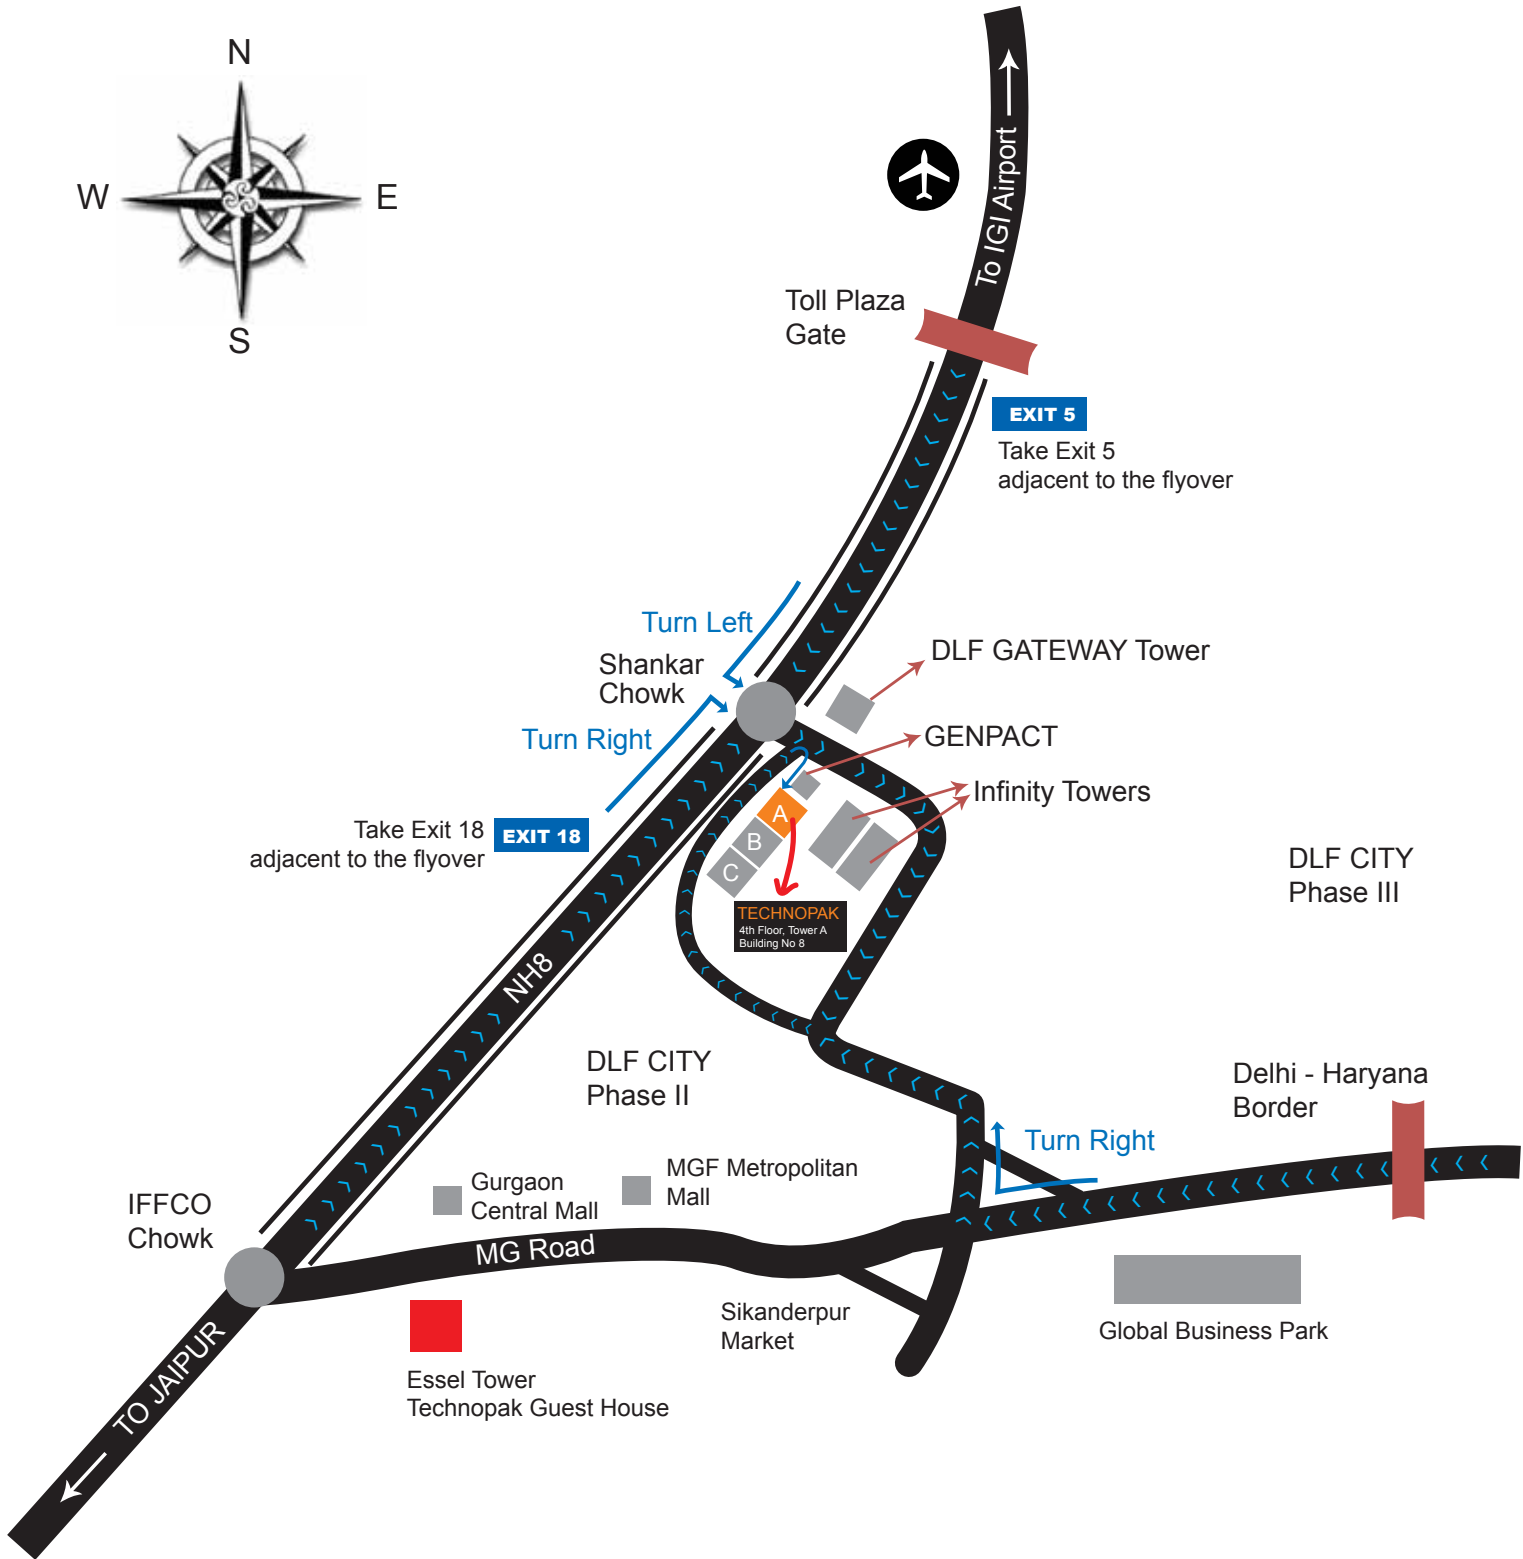 N
W
E
S
To IGI Airport
Toll Plaza
Gate
EXIT 5
Take Exit 5
adjacent to the flyover
Turn Left
Shankar
Chowk
DLF GATEWAY Tower
Turn Right
GENPACT
Infinity Towers
Take Exit 18
adjacent to the flyover
EXIT 18
A
B
C
DLF CITY
Phase III
TECHNOPAK
4th Floor, Tower A
Building No 8
NH8
DLF CITY
Phase II
Delhi - Haryana
Border
Turn Right
Gurgaon
Central Mall
MGF Metropolitan
Mall
IFFCO
Chowk
MG Road
Sikanderpur
Market
Global Business Park
Essel Tower
Technopak Guest House
TO JAIPUR